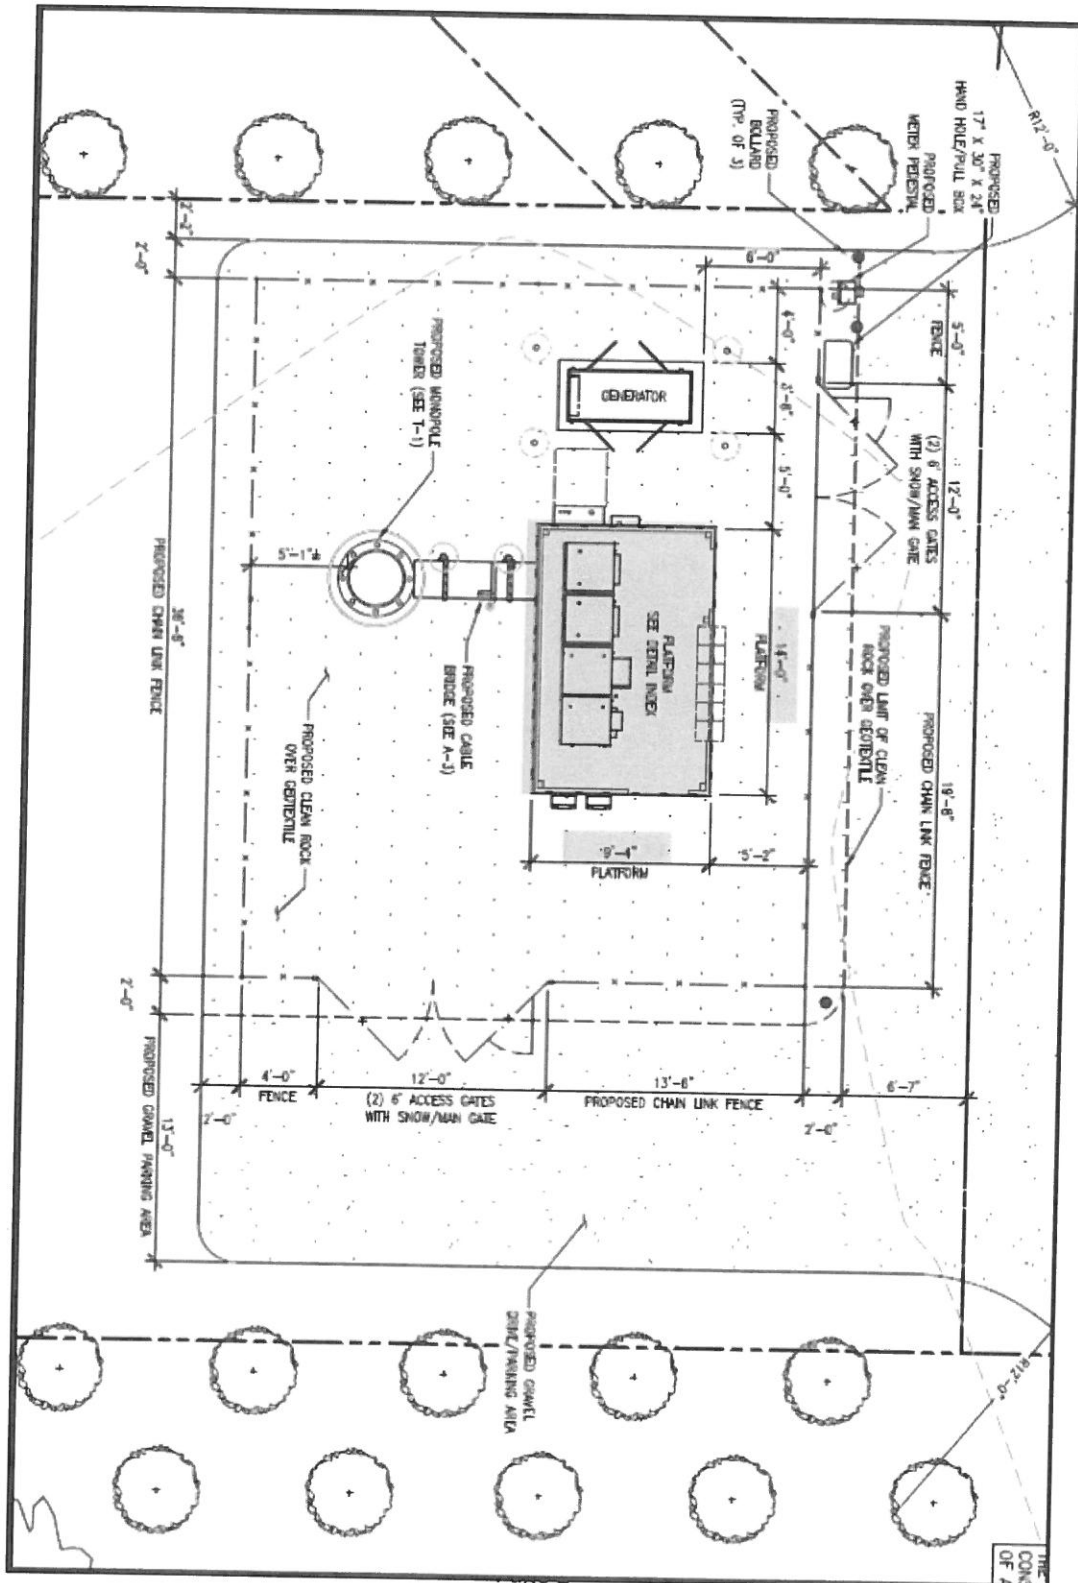 R12'-0"
PROPOSED
HAND HOLE/PULL BOX
17" X 30" X 24"
PROPOSED
METER PEDESTAL
PROPOSED
BOLLARD
(TYP. OF 3)
2'-2"
2'-0"
6'-0"
5'-0"
FENCE
4'-0"
3'-8"
5'-0"
GENERATOR
(2) 6' ACCESS GATES
WITH SNOW/MAN GATE
12'-0"
PROPOSED MONOPOLE
TOWER (SEE T-1)
5'-1"±
PLATFORM
SEE DETAIL INDEX
14'-0"
PLATFORM
PROPOSED LIMIT OF CLEAN
ROCK OVER GEOTEXTILE
19'-8"
PROPOSED CHAIN LINK FENCE
PROPOSED CABLE
BRIDGE (SEE A-3)
36'-8"
PROPOSED CHAIN LINK FENCE
PROPOSED CLEAN ROCK
OVER GEOTEXTILE
9'-4"
PLATFORM
5'-2"
2'-0"
4'-0"
FENCE
12'-0"
(2) 6' ACCESS GATES
WITH SNOW/MAN GATE
13'-6"
PROPOSED CHAIN LINK FENCE
6'-7"
2'-0"
2'-0"
13'-0"
PROPOSED GRAVEL PARKING AREA
PROPOSED GRAVEL
DRIVE/PARKING AREA
R12'-0"
THE
OF